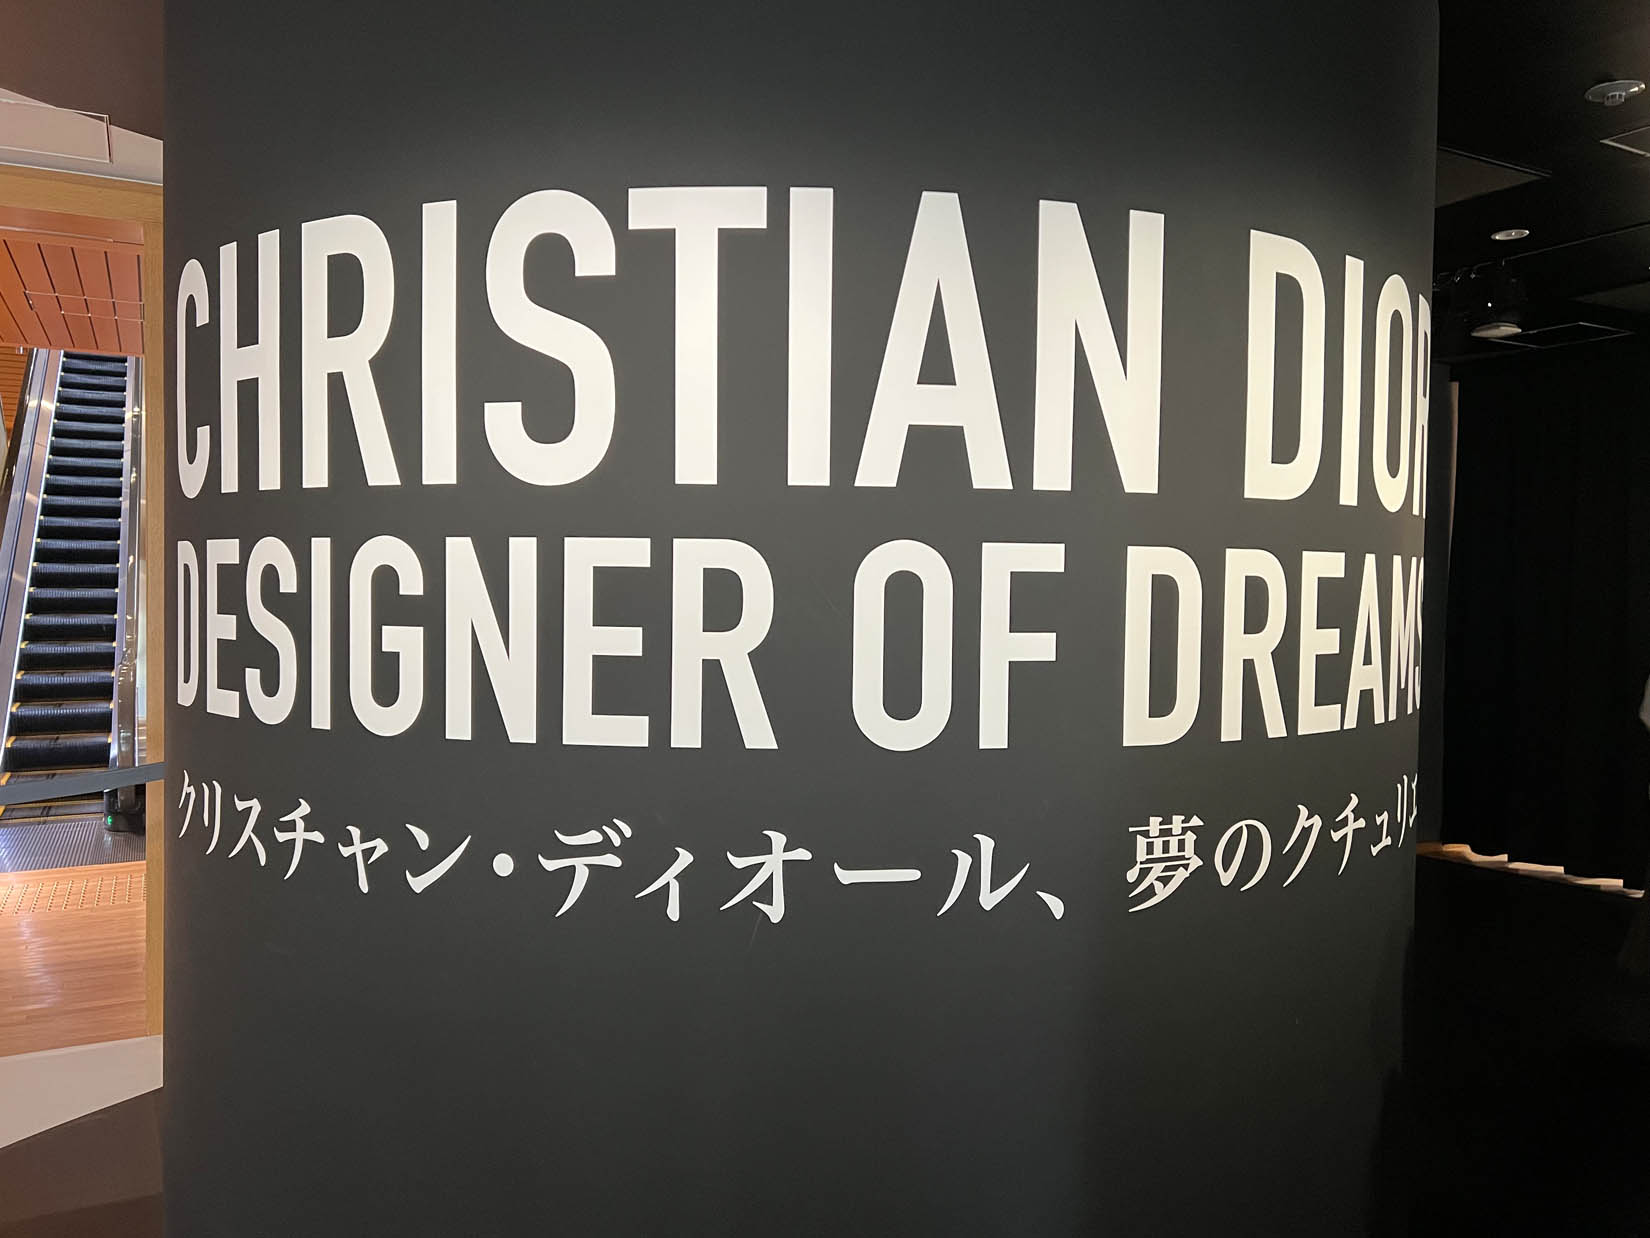 CHRISTIAN DIOR
DESIGNER OF DREAMS
クリスチャン・ディオール、夢のクチュリエ